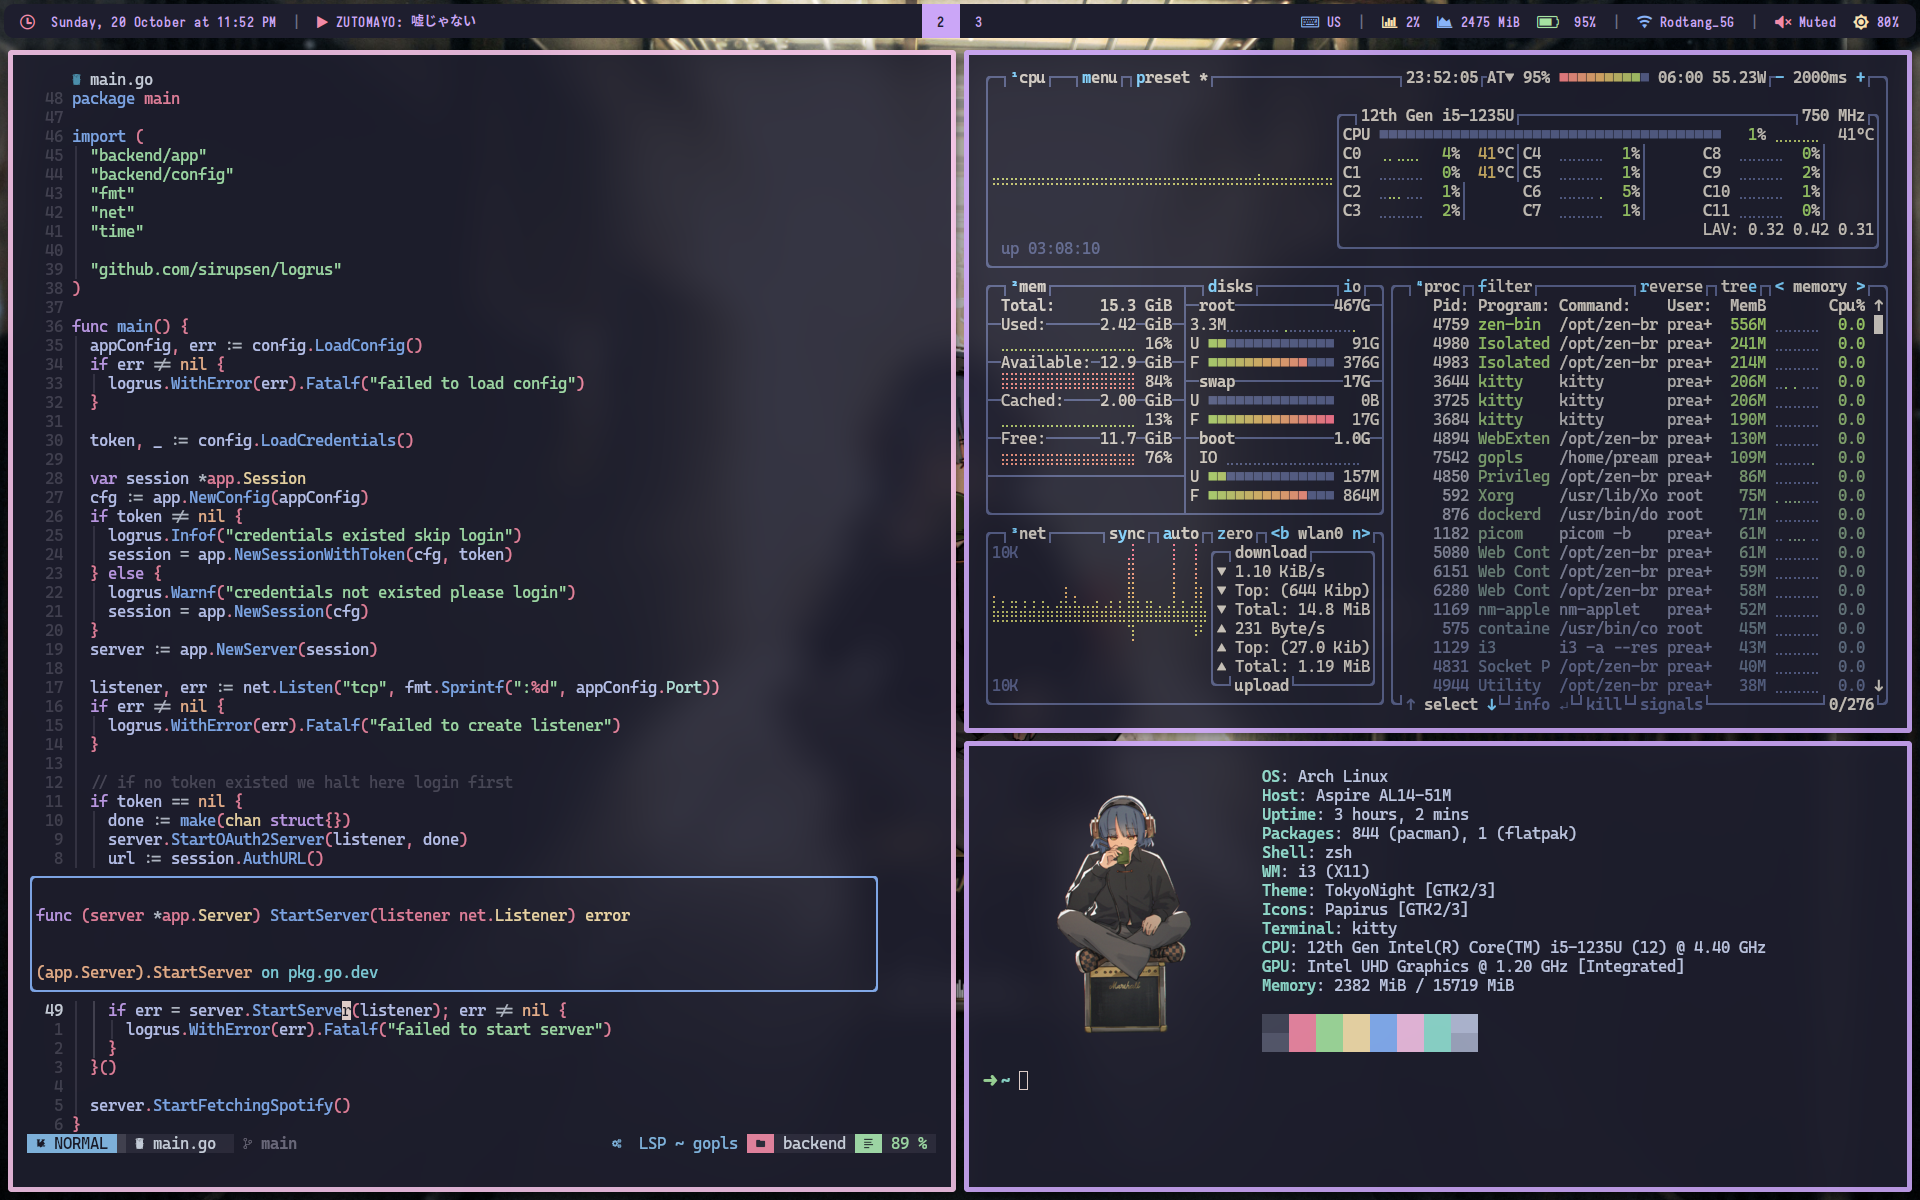 Sunday, 20 October at 11:52 PM | ZUTOMAYO: 嘘じゃない
2 3
US | 2% 2475 MiB 95% | Rodtang_5G | Muted 80%
main.go
48 package main
47
46 import (
45 "backend/app"
44 "backend/config"
43 "fmt"
42 "net"
41 "time"
40
39 "github.com/sirupsen/logrus"
38 )
37
36 func main() {
35 appConfig, err := config.LoadConfig()
34 if err ≠ nil {
33 logrus.WithError(err).Fatalf("failed to load config")
32 }
31
30 token, _ := config.LoadCredentials()
29
28 var session *app.Session
27 cfg := app.NewConfig(appConfig)
26 if token ≠ nil {
25 logrus.Infof("credentials existed skip login")
24 session = app.NewSessionWithToken(cfg, token)
23 } else {
22 logrus.Warnf("credentials not existed please login")
21 session = app.NewSession(cfg)
20 }
19 server := app.NewServer(session)
18
17 listener, err := net.Listen("tcp", fmt.Sprintf(":%d", appConfig.Port))
16 if err ≠ nil {
15 logrus.WithError(err).Fatalf("failed to create listener")
14 }
13
12 // if no token existed we halt here login first
11 if token == nil {
10 done := make(chan struct{})
9 server.StartOAuth2Server(listener, done)
8 url := session.AuthURL()
func (server *app.Server) StartServer(listener net.Listener) error
(app.Server).StartServer on pkg.go.dev
49 if err = server.StartServer(listener); err ≠ nil {
1 logrus.WithError(err).Fatalf("failed to start server")
2 }
3 }()
4
5 server.StartFetchingSpotify()
6 }
NORMAL main.go main LSP ~ gopls backend 89 %
¹cpu menu preset * 23:52:05 AT▼ 95% 06:00 55.23W - 2000ms +
12th Gen i5-1235U 750 MHz
CPU 1% 41°C
C0 4% 41°C C4 1% C8 0%
C1 0% 41°C C5 1% C9 2%
C2 1% C6 5% C10 1%
C3 2% C7 1% C11 0%
LAV: 0.32 0.42 0.31
up 03:08:10
²mem
Total: 15.3 GiB
Used: 2.42 GiB
16%
Available: 12.9 GiB
84%
Cached: 2.00 GiB
13%
Free: 11.7 GiB
76%
disks io
root 467G
3.3M
U 91G
F 376G
swap 17G
U 0B
F 17G
boot 1.0G
IO
U 157M
F 864M
³net sync auto zero <b wlan0 n>
10K
download
▼ 1.10 KiB/s
▼ Top: (644 Kibp)
▼ Total: 14.8 MiB
▲ 231 Byte/s
▲ Top: (27.0 Kib)
▲ Total: 1.19 MiB
upload
10K
⁴proc filter reverse tree < memory >
Pid: Program: Command: User: MemB Cpu% ↑
4759 zen-bin /opt/zen-br prea+ 556M 0.0
4980 Isolated /opt/zen-br prea+ 241M 0.0
4983 Isolated /opt/zen-br prea+ 214M 0.0
3644 kitty kitty prea+ 206M 0.0
3725 kitty kitty prea+ 206M 0.0
3684 kitty kitty prea+ 190M 0.0
4894 WebExten /opt/zen-br prea+ 130M 0.0
7542 gopls /home/pream prea+ 109M 0.0
4850 Privileg /opt/zen-br prea+ 86M 0.0
592 Xorg /usr/lib/Xo root 75M 0.0
876 dockerd /usr/bin/do root 71M 0.0
1182 picom picom -b prea+ 61M 0.0
5080 Web Cont /opt/zen-br prea+ 61M 0.0
6151 Web Cont /opt/zen-br prea+ 59M 0.0
6280 Web Cont /opt/zen-br prea+ 58M 0.0
1169 nm-apple nm-applet prea+ 52M 0.0
575 containe /usr/bin/co root 45M 0.0
1129 i3 i3 -a --res prea+ 43M 0.0
4831 Socket P /opt/zen-br prea+ 40M 0.0
4944 Utility /opt/zen-br prea+ 38M 0.0 ↓
↑ select ↓ info ↵ kill signals 0/276
Marshall
OS: Arch Linux
Host: Aspire AL14-51M
Uptime: 3 hours, 2 mins
Packages: 844 (pacman), 1 (flatpak)
Shell: zsh
WM: i3 (X11)
Theme: TokyoNight [GTK2/3]
Icons: Papirus [GTK2/3]
Terminal: kitty
CPU: 12th Gen Intel(R) Core(TM) i5-1235U (12) @ 4.40 GHz
GPU: Intel UHD Graphics @ 1.20 GHz [Integrated]
Memory: 2382 MiB / 15719 MiB
➜ ~